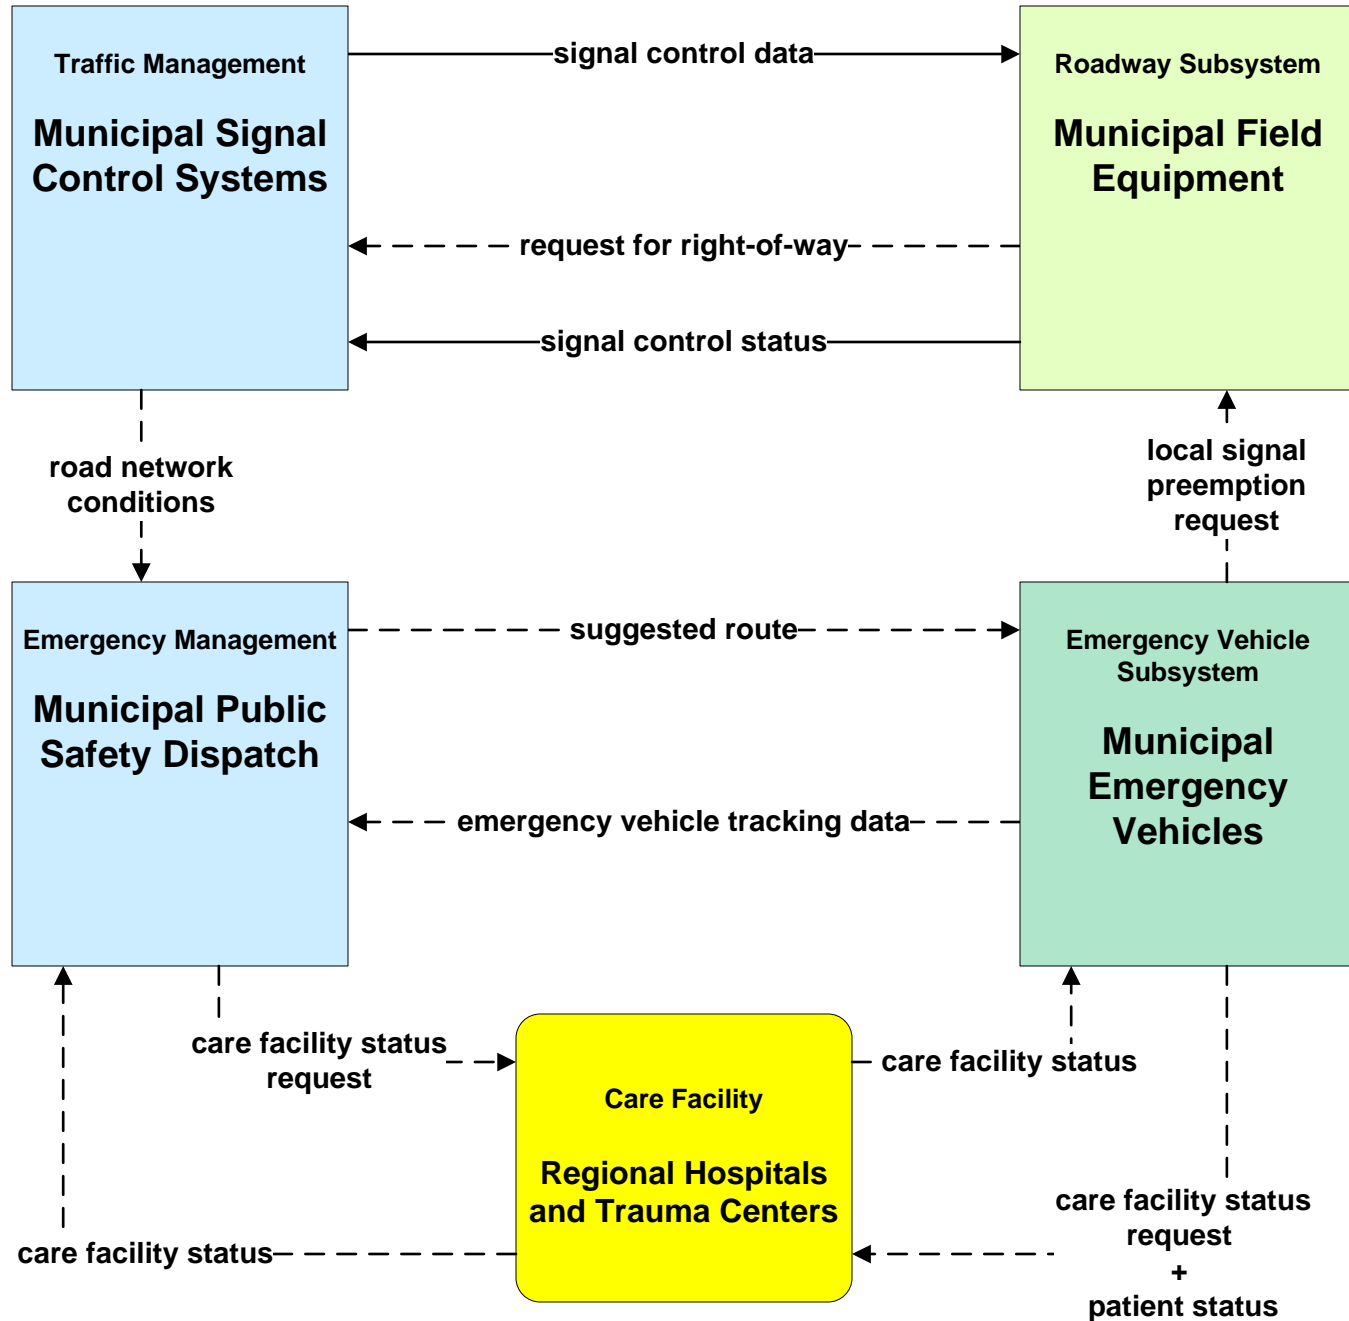 Traffic Management
Municipal Signal
Control Systems
signal control data
Roadway Subsystem
Municipal Field
Equipment
request for right-of-way
signal control status
road network
conditions
local signal
preemption
request
Emergency Management
Municipal Public
Safety Dispatch
suggested route
Emergency Vehicle
Subsystem
Municipal
Emergency
Vehicles
emergency vehicle tracking data
care facility status
request
care facility status
Care Facility
Regional Hospitals
and Trauma Centers
care facility status
care facility status
request
+
patient status